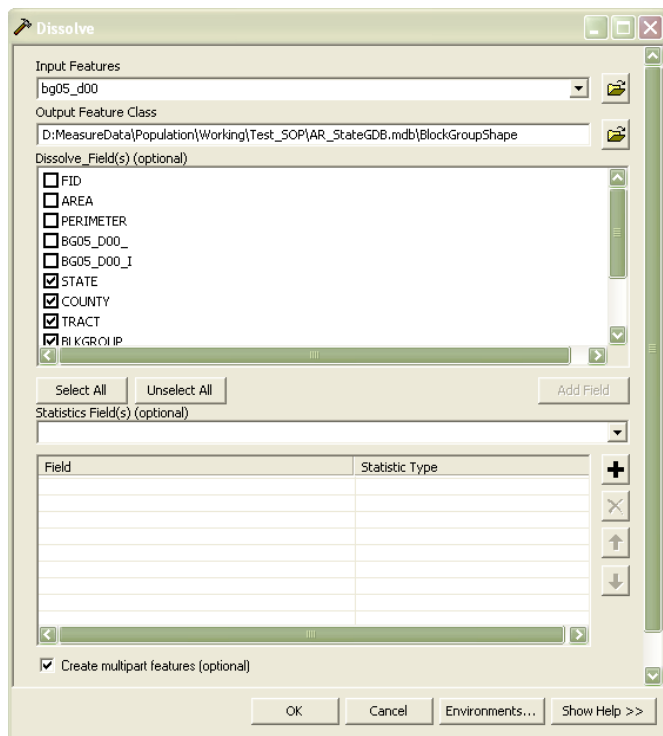 Dissolve
Input Features
bg05_d00
Output Feature Class
D:MeasureData\Population\Working\Test_SOP\AR_StateGDB.mdb\BlockGroupShape
Dissolve_Field(s) (optional)
FID
AREA
PERIMETER
BG05_D00_
BG05_D00_I
STATE
COUNTY
TRACT
BLKGROUP
Select All Unselect All Add Field
Statistics Field(s) (optional)
Field Statistic Type
Create multipart features (optional)
OK Cancel Environments... Show Help >>